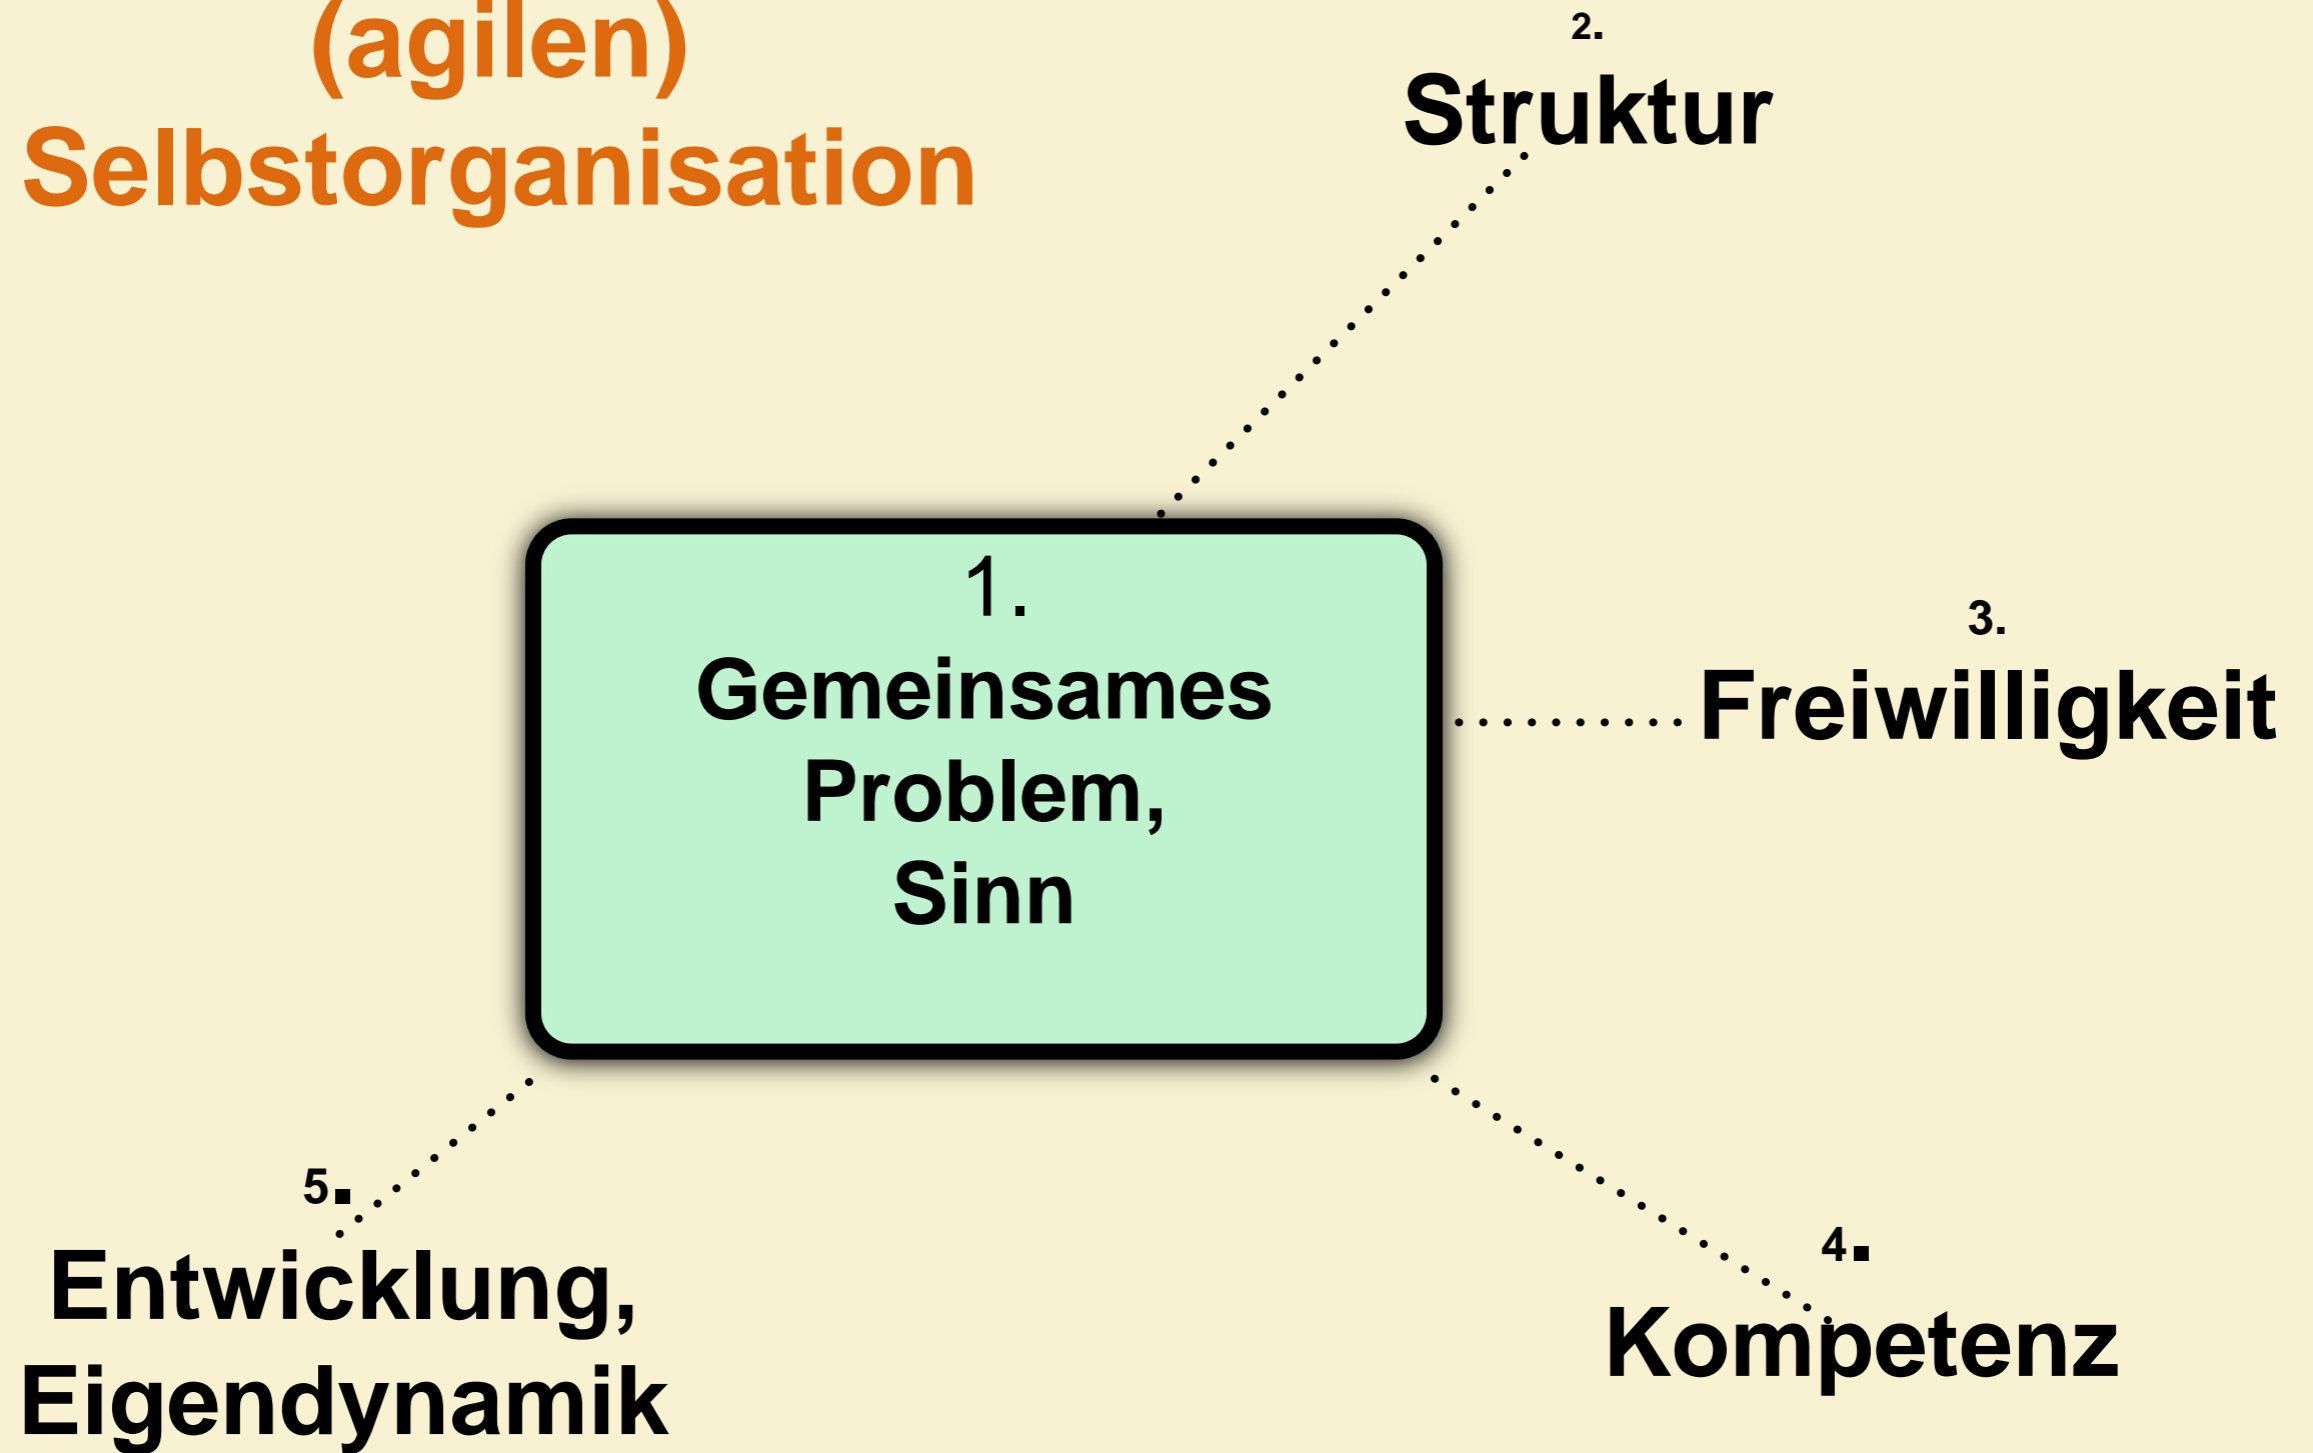 (agilen)
Selbstorganisation
1.
Gemeinsames
Problem,
Sinn
2.
Struktur
3.
Freiwilligkeit
4.
Kompetenz
5.
Entwicklung,
Eigendynamik